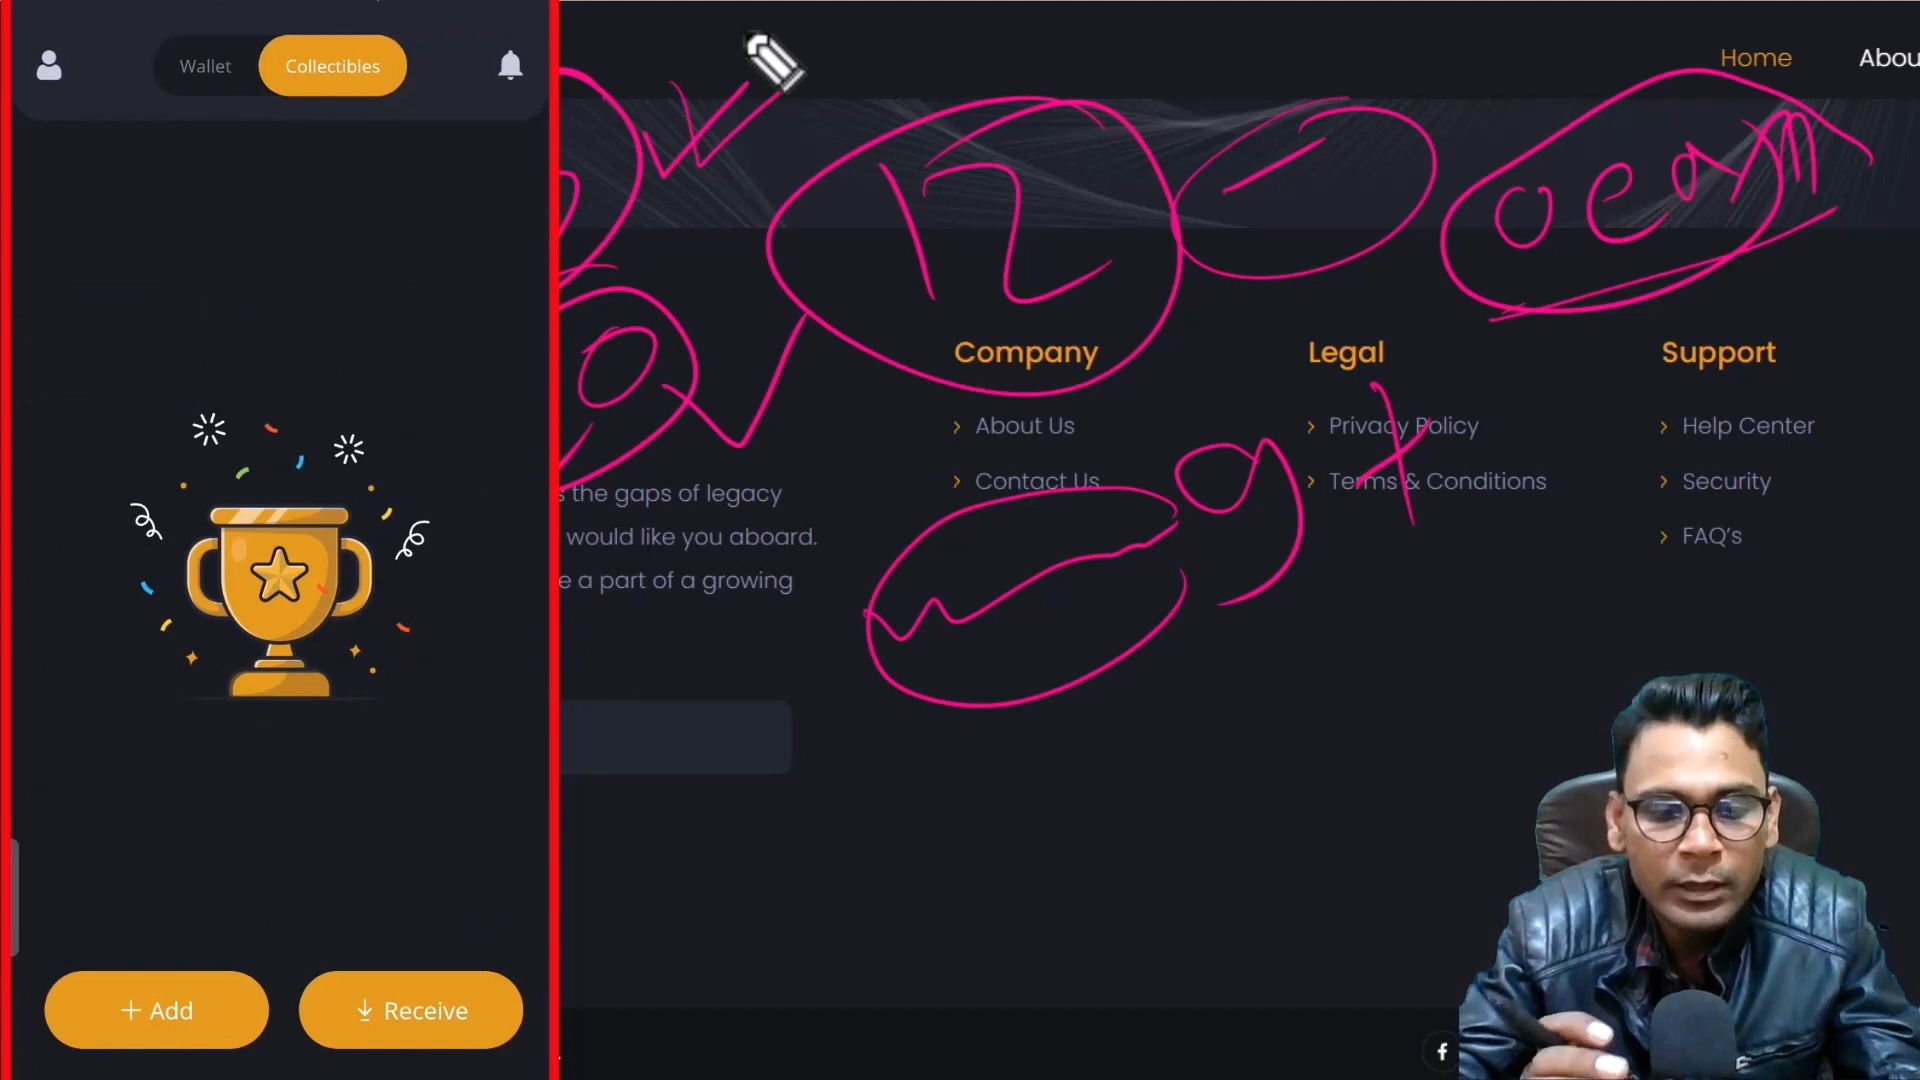 Wallet
Collectibles
Home
Abou
12
Company
Legal
Support
About Us
Privacy Policy
Help Center
Contact Us
Terms & Conditions
Security
FAQ's
the gaps of legacy
would like you aboard.
e a part of a growing
+ Add
Receive